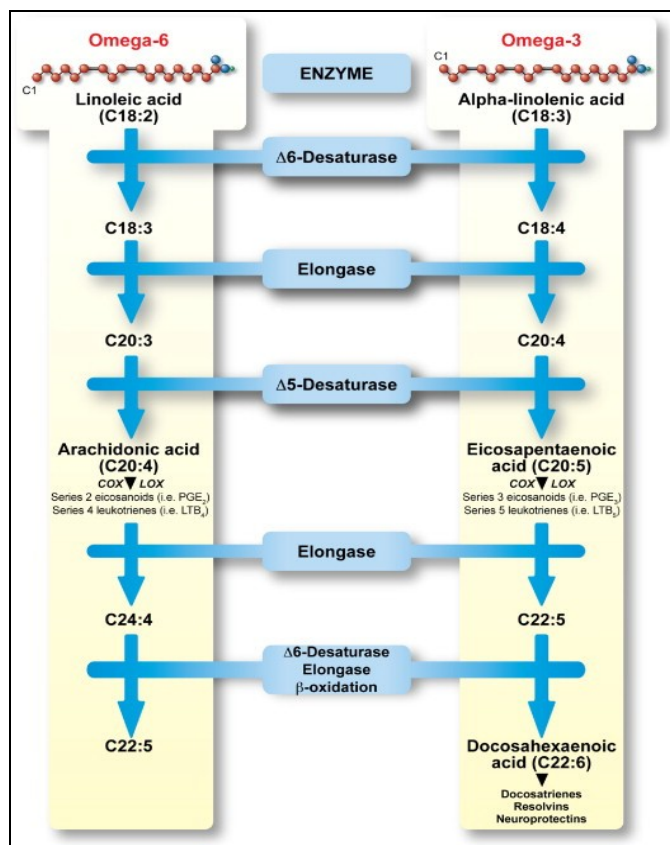 Omega-6
ENZYME
Omega-3
C1
C1
Linoleic acid
(C18:2)
Alpha-linolenic acid
(C18:3)
Δ6-Desaturase
C18:3
C18:4
Elongase
C20:3
C20:4
Δ5-Desaturase
Arachidonic acid
(C20:4)
COX LOX
Series 2 eicosanoids (i.e. PGE₂)
Series 4 leukotrienes (i.e. LTB₄)
Eicosapentaenoic
acid (C20:5)
COX LOX
Series 3 eicosanoids (i.e. PGE₃)
Series 5 leukotrienes (i.e. LTB₅)
Elongase
C24:4
C22:5
Δ6-Desaturase
Elongase
β-oxidation
C22:5
Docosahexaenoic
acid (C22:6)
Docosatrienes
Resolvins
Neuroprotectins